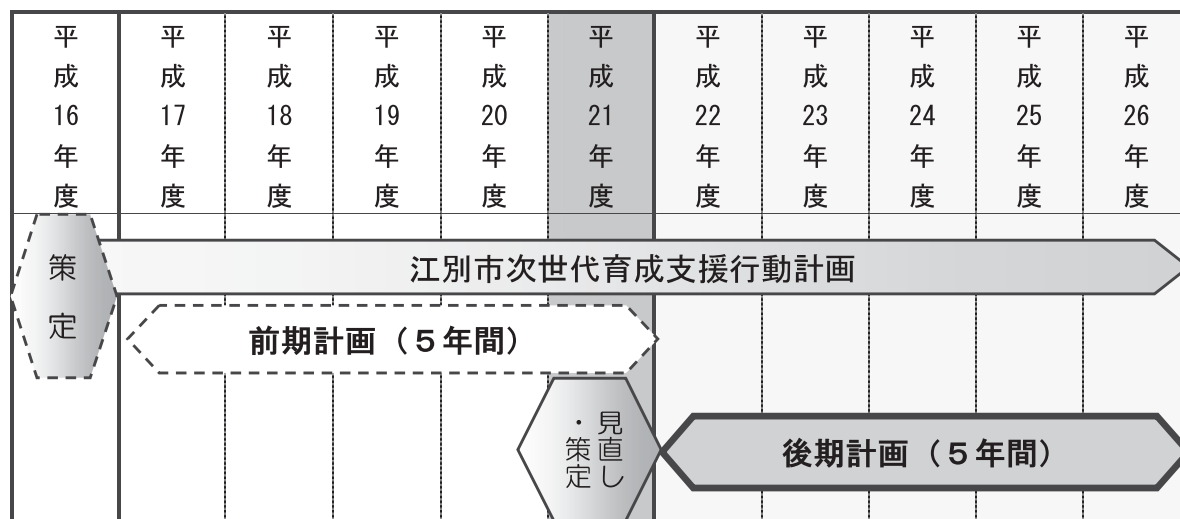 平成16年度
平成17年度
平成18年度
平成19年度
平成20年度
平成21年度
平成22年度
平成23年度
平成24年度
平成25年度
平成26年度
策定
江別市次世代育成支援行動計画
前期計画（５年間）
見直し
・策定
後期計画（５年間）